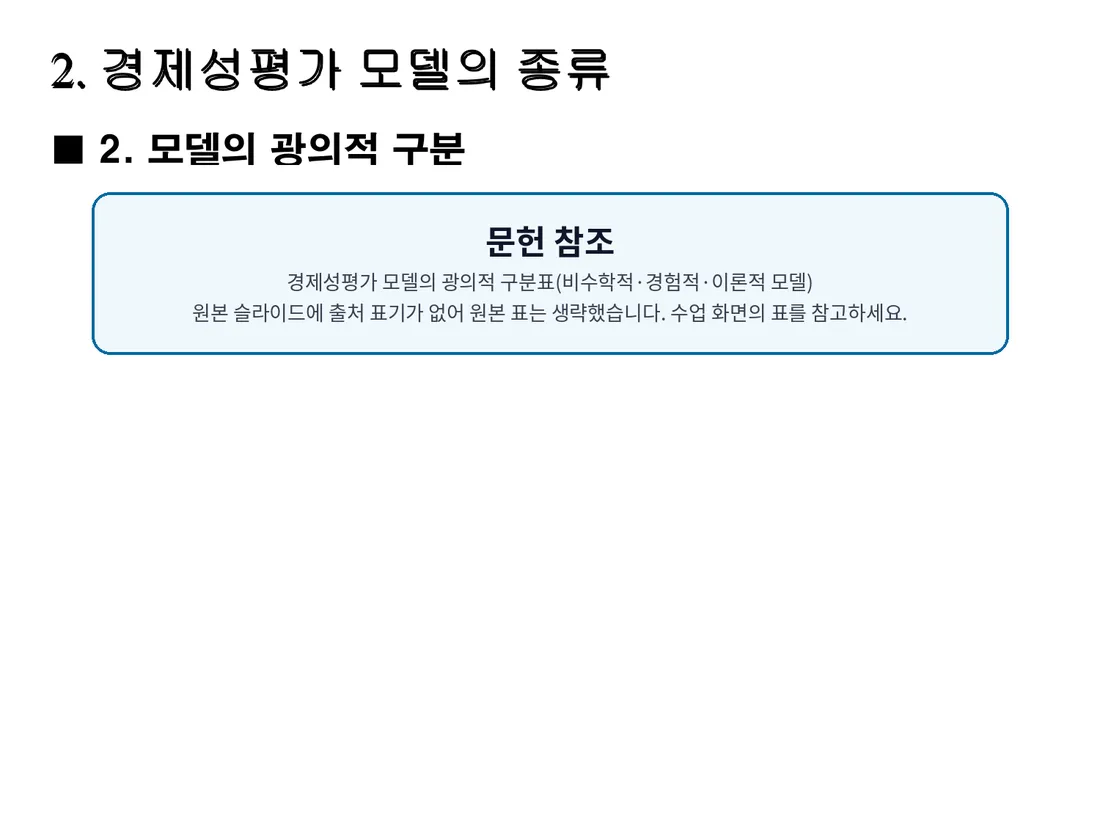 2. 경제성평가 모델의 종류
■ 2. 모델의 광의적 구분
문헌 참조
경제성평가 모델의 광의적 구분표(비수학적·경험적·이론적 모델)
원본 슬라이드에 출처 표기가 없어 원본 표는 생략했습니다. 수업 화면의 표를 참고하세요.